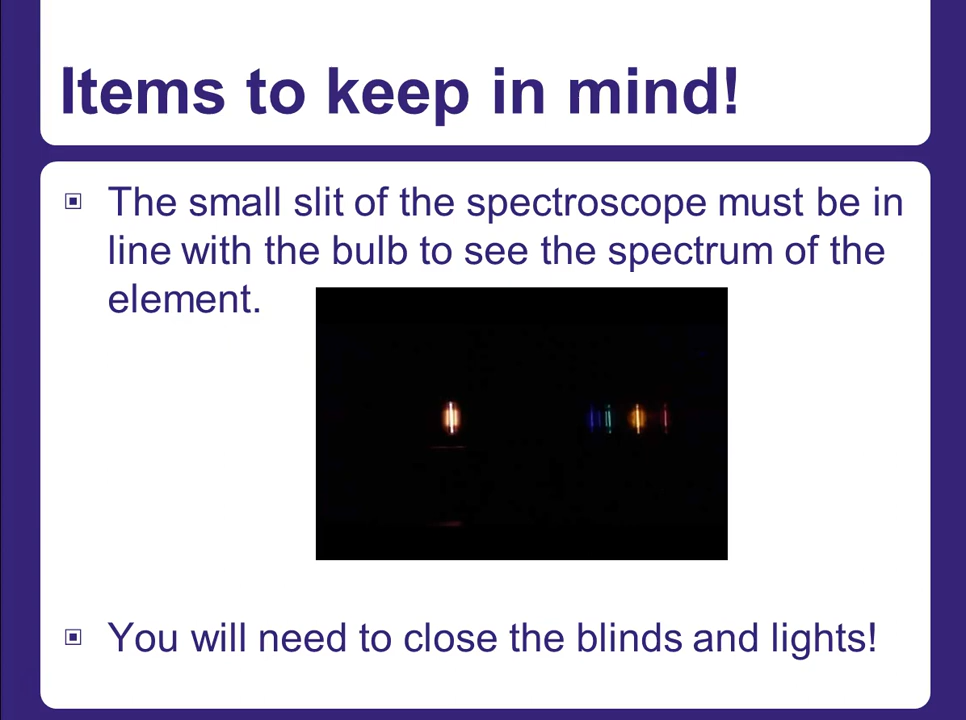 Items to keep in mind!
The small slit of the spectroscope must be in
line with the bulb to see the spectrum of the
element.
You will need to close the blinds and lights!